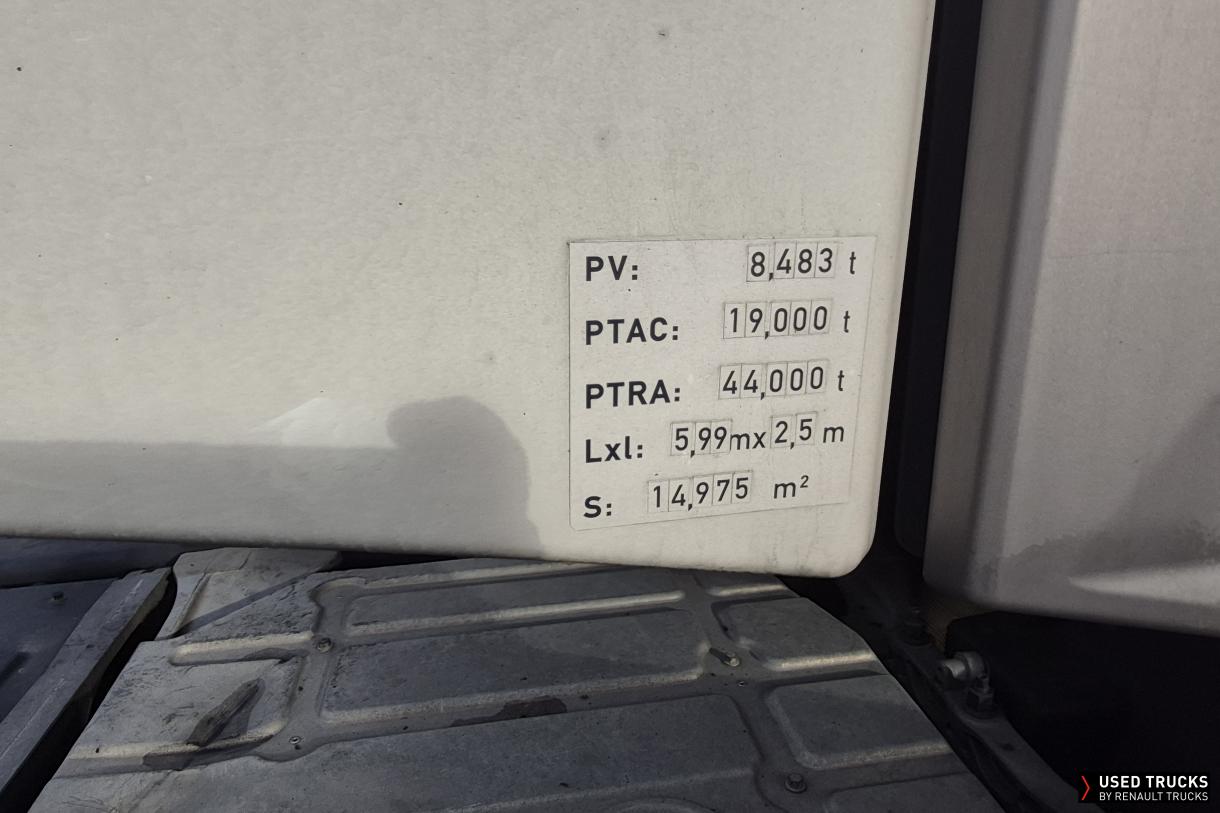 PV: 8,483 t
PTAC: 19,000 t
PTRA: 44,000 t
Lxl: 5,99mx2,5 m
S: 14,975 m²
USED TRUCKS
BY RENAULT TRUCKS